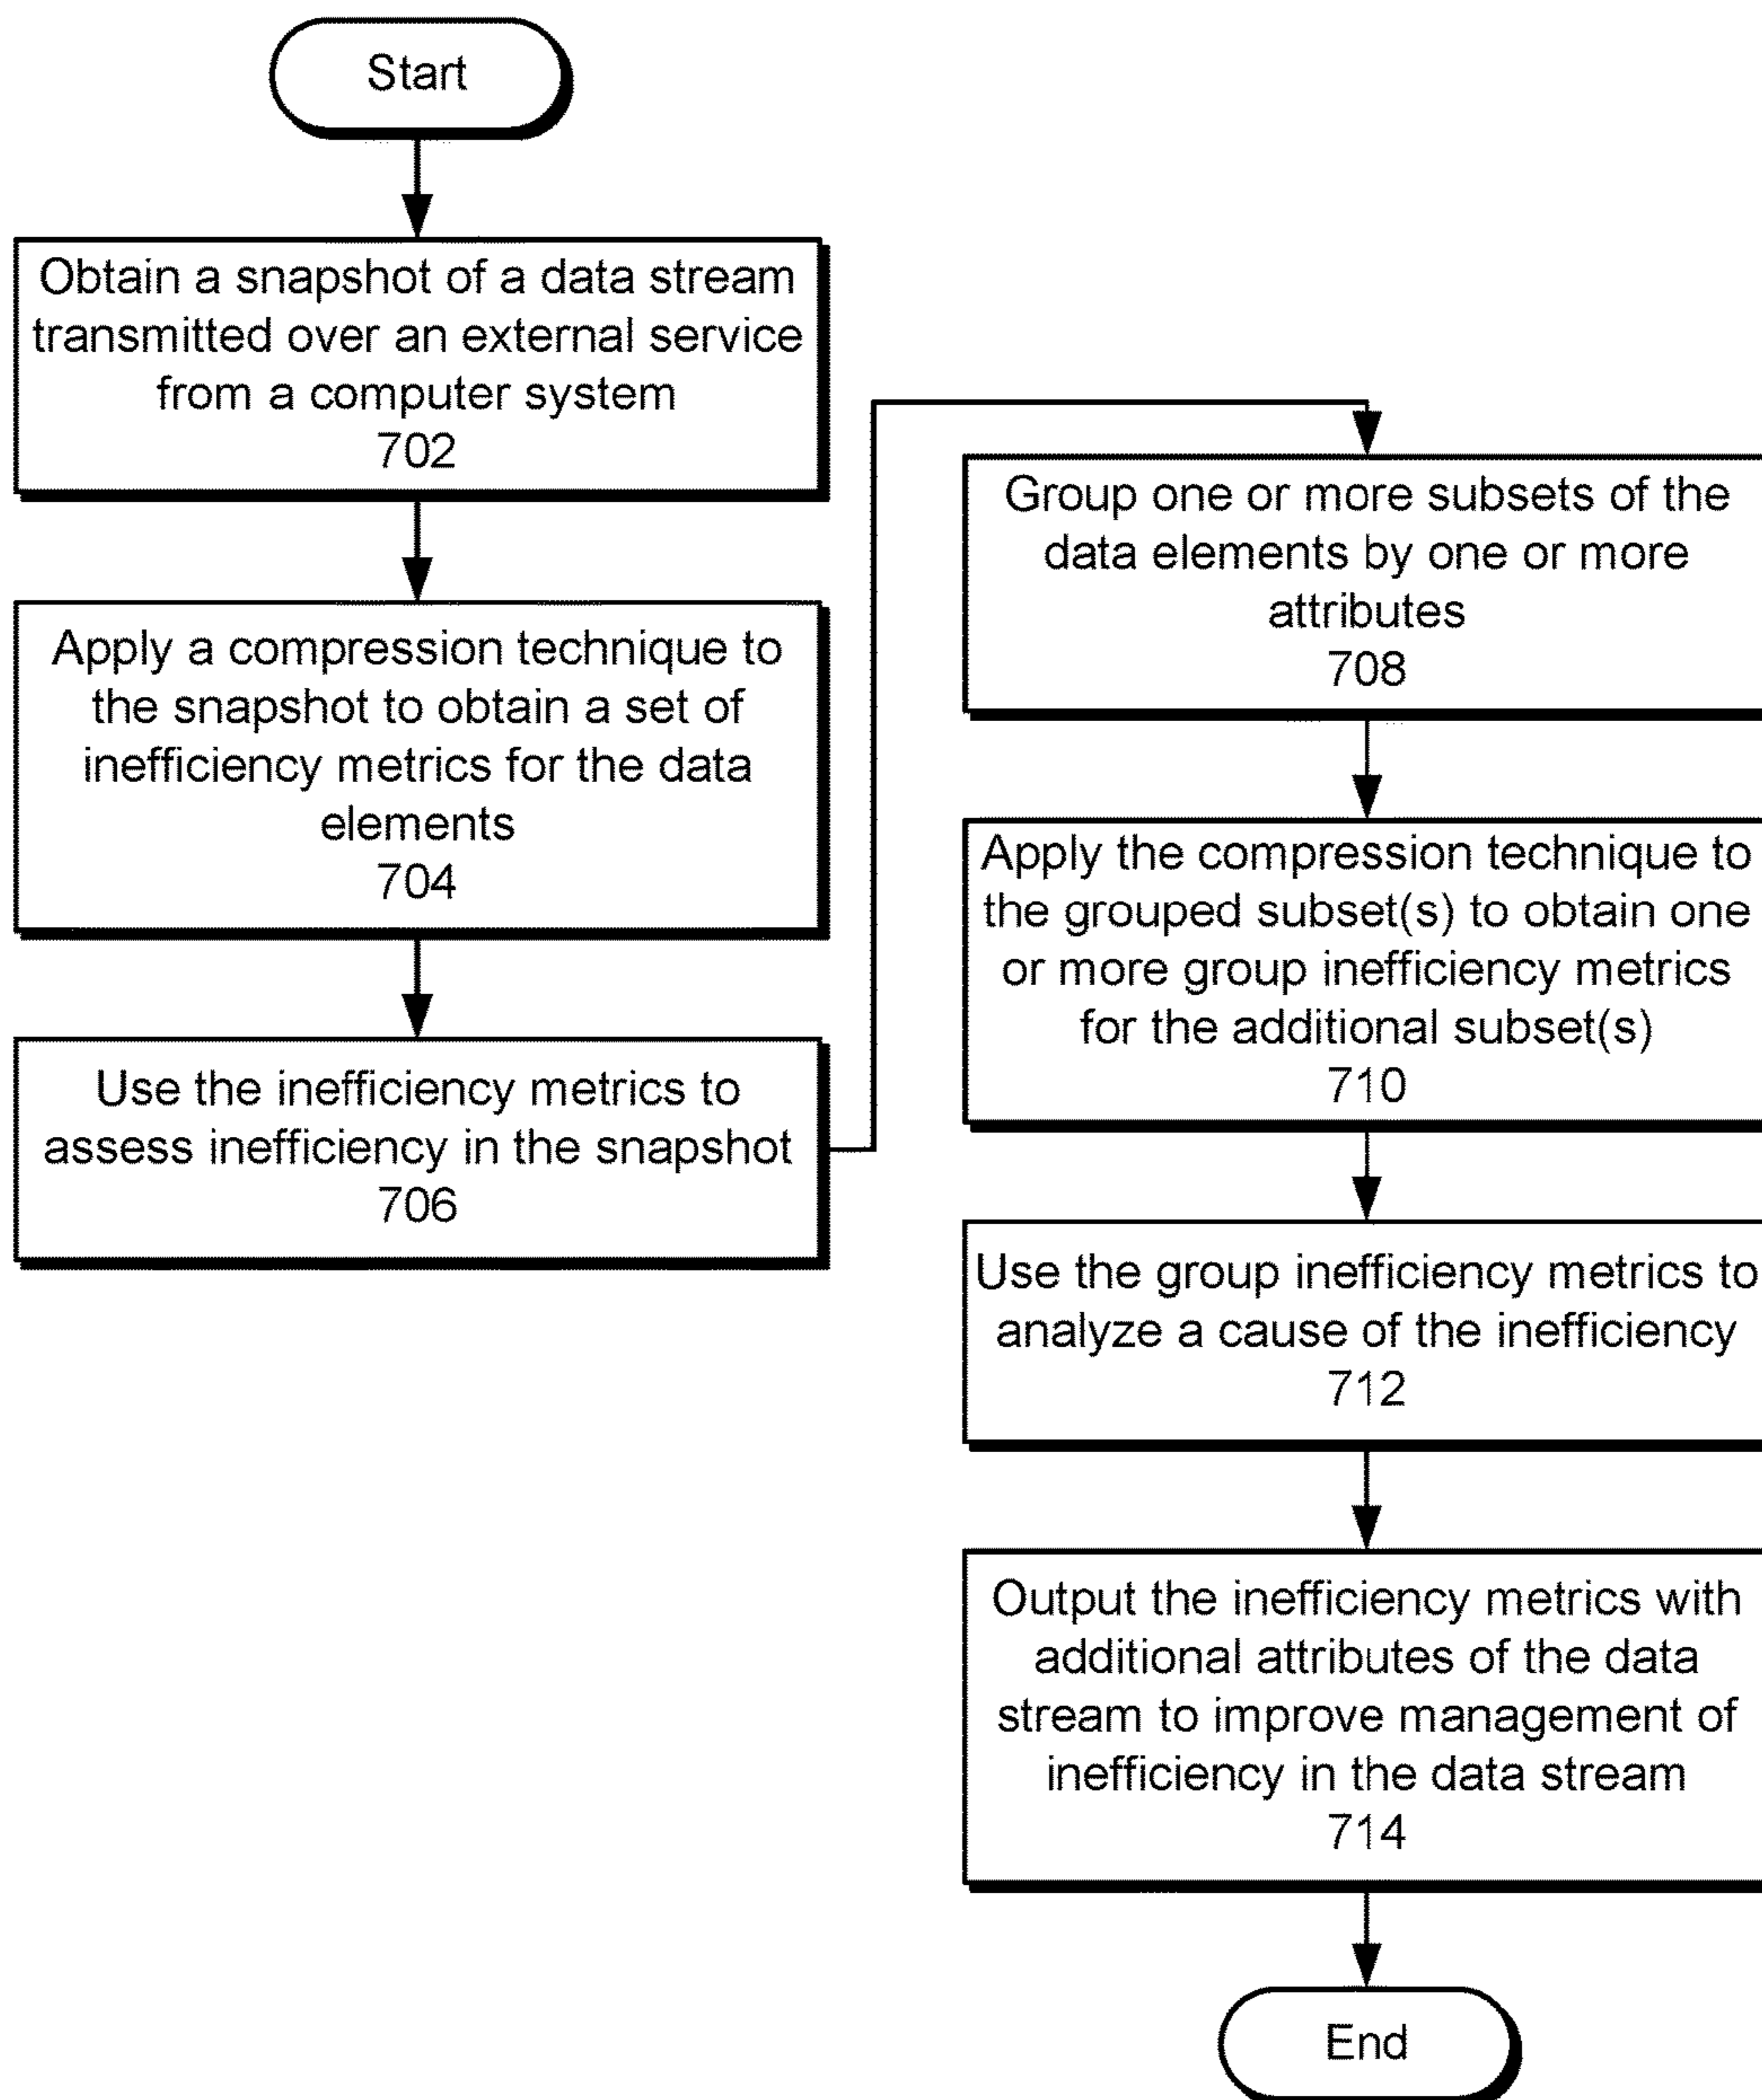 Start
Obtain a snapshot of a data stream
transmitted over an external service
from a computer system
702
Apply a compression technique to
the snapshot to obtain a set of
inefficiency metrics for the data
elements
704
Use the inefficiency metrics to
assess inefficiency in the snapshot
706
Group one or more subsets of the
data elements by one or more
attributes
708
Apply the compression technique to
the grouped subset(s) to obtain one
or more group inefficiency metrics
for the additional subset(s)
710
Use the group inefficiency metrics to
analyze a cause of the inefficiency
712
Output the inefficiency metrics with
additional attributes of the data
stream to improve management of
inefficiency in the data stream
714
End